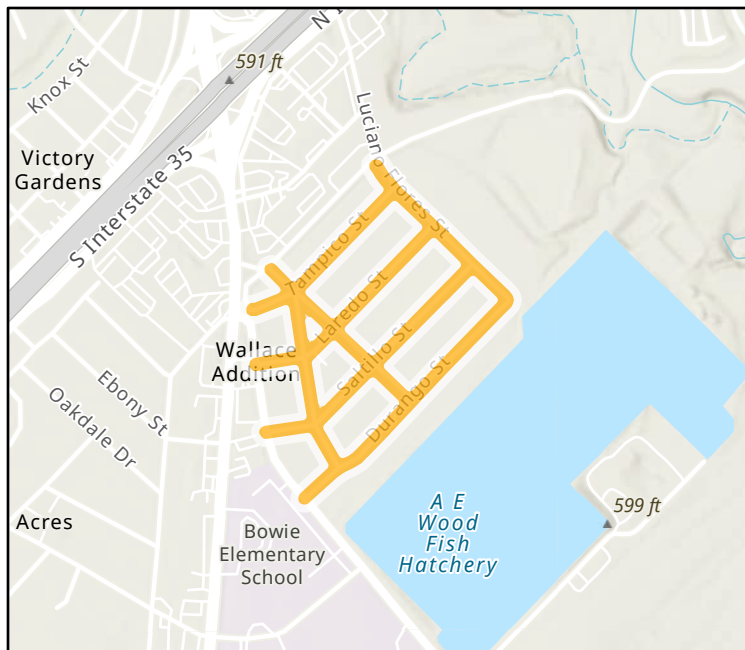 N I
591 ft
Knox St
Luciano Flores St
Victory
Gardens
S Interstate 35
Tampico St
Laredo St
Wallace
Addition
Saltillo St
Ebony St
Durango St
Oakdale Dr
A E
Wood
Fish
Hatchery
599 ft
Acres
Bowie
Elementary
School